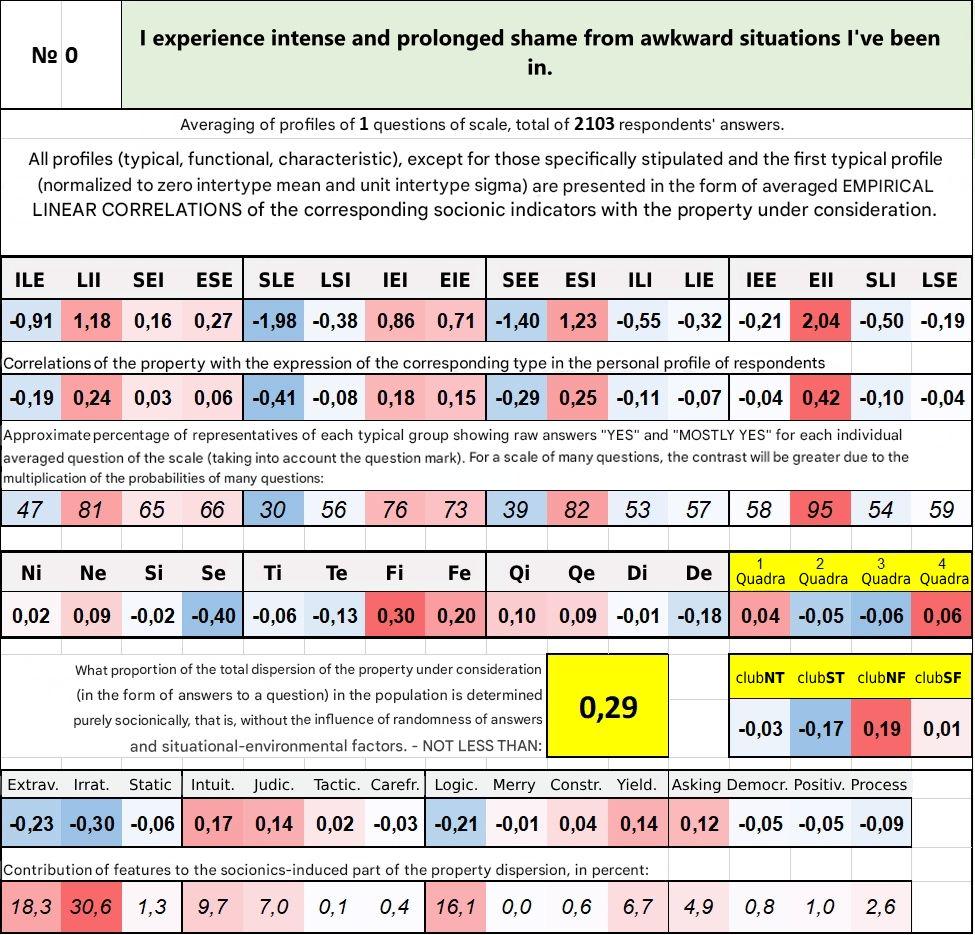 № 0
I experience intense and prolonged shame from awkward situations I've been
in.
Averaging of profiles of 1 questions of scale, total of 2103 respondents' answers.
All profiles (typical, functional, characteristic), except for those specifically stipulated and the first typical profile
(normalized to zero intertype mean and unit intertype sigma) are presented in the form of averaged EMPIRICAL
LINEAR CORRELATIONS of the corresponding socionic indicators with the property under consideration.
ILE LII SEI ESE SLE LSI IEI EIE SEE ESI ILI LIE IEE EII SLI LSE
-0,91 1,18 0,16 0,27 -1,98 -0,38 0,86 0,71 -1,40 1,23 -0,55 -0,32 -0,21 2,04 -0,50 -0,19
Correlations of the property with the expression of the corresponding type in the personal profile of respondents
-0,19 0,24 0,03 0,06 -0,41 -0,08 0,18 0,15 -0,29 0,25 -0,11 -0,07 -0,04 0,42 -0,10 -0,04
Approximate percentage of representatives of each typical group showing raw answers "YES" and "MOSTLY YES" for each individual
averaged question of the scale (taking into account the question mark). For a scale of many questions, the contrast will be greater due to the
multiplication of the probabilities of many questions:
47 81 65 66 30 56 76 73 39 82 53 57 58 95 54 59
Ni Ne Si Se Ti Te Fi Fe Qi Qe Di De 1 Quadra 2 Quadra 3 Quadra 4 Quadra
0,02 0,09 -0,02 -0,40 -0,06 -0,13 0,30 0,20 0,10 0,09 -0,01 -0,18 0,04 -0,05 -0,06 0,06
What proportion of the total dispersion of the property under consideration
(in the form of answers to a question) in the population is determined
purely socionically, that is, without the influence of randomness of answers
and situational-environmental factors. - NOT LESS THAN:
0,29
clubNT clubST clubNF clubSF
-0,03 -0,17 0,19 0,01
Extrav. Irrat. Static Intuit. Judic. Tactic. Carefr. Logic. Merry Constr. Yield. Asking Democr. Positiv. Process
-0,23 -0,30 -0,06 0,17 0,14 0,02 -0,03 -0,21 -0,01 0,04 0,14 0,12 -0,05 -0,05 -0,09
Contribution of features to the socionics-induced part of the property dispersion, in percent:
18,3 30,6 1,3 9,7 7,0 0,1 0,4 16,1 0,0 0,6 6,7 4,9 0,8 1,0 2,6